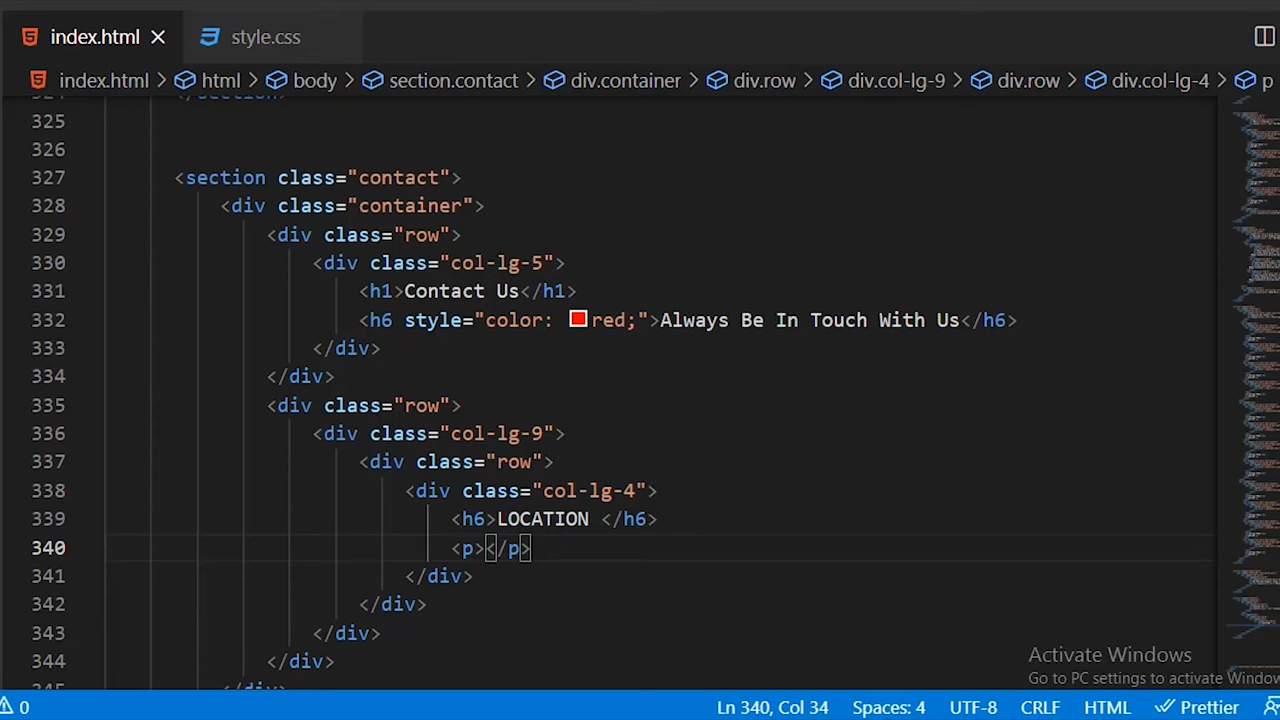 index.html style.css
index.html > html > body > section.contact > div.container > div.row > div.col-lg-9 > div.row > div.col-lg-4 > p
324 </section>
325
326
327 <section class="contact">
328 <div class="container">
329 <div class="row">
330 <div class="col-lg-5">
331 <h1>Contact Us</h1>
332 <h6 style="color: red;">Always Be In Touch With Us</h6>
333 </div>
334 </div>
335 <div class="row">
336 <div class="col-lg-9">
337 <div class="row">
338 <div class="col-lg-4">
339 <h6>LOCATION </h6>
340 <p></p>
341 </div>
342 </div>
343 </div>
344 </div>
345 </div>
Activate Windows
Go to PC settings to activate Window
0 Ln 340, Col 34 Spaces: 4 UTF-8 CRLF HTML Prettier